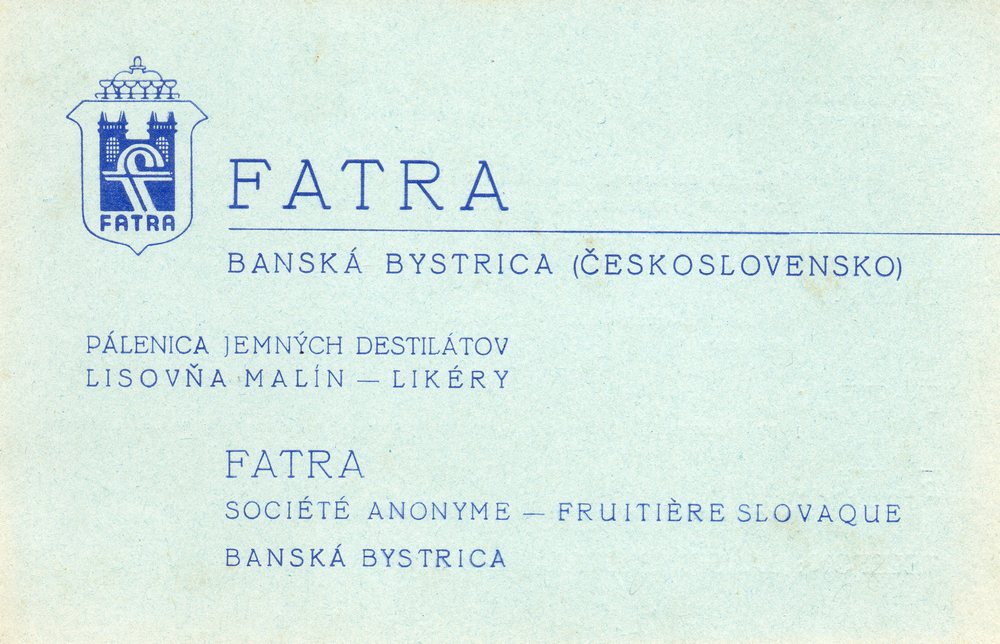 FATRA
FATRA
BANSKÁ BYSTRICA (ČESKOSLOVENSKO)
PÁLENICA JEMNÝCH DESTILÁTOV
LISOVŇA MALÍN — LIKÉRY
FATRA
SOCIÉTÉ ANONYME — FRUITIÈRE SLOVAQUE
BANSKÁ BYSTRICA